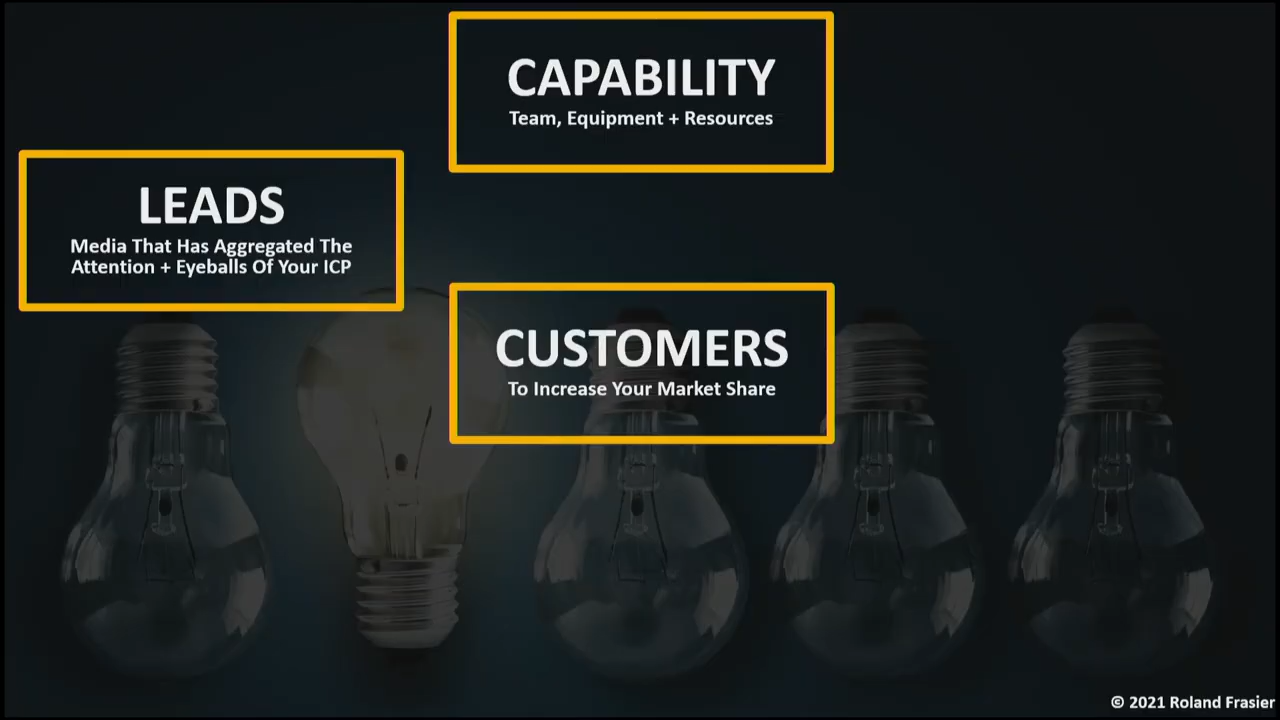 CAPABILITY
Team, Equipment + Resources
LEADS
Media That Has Aggregated The
Attention + Eyeballs Of Your ICP
CUSTOMERS
To Increase Your Market Share
© 2021 Roland Frasier